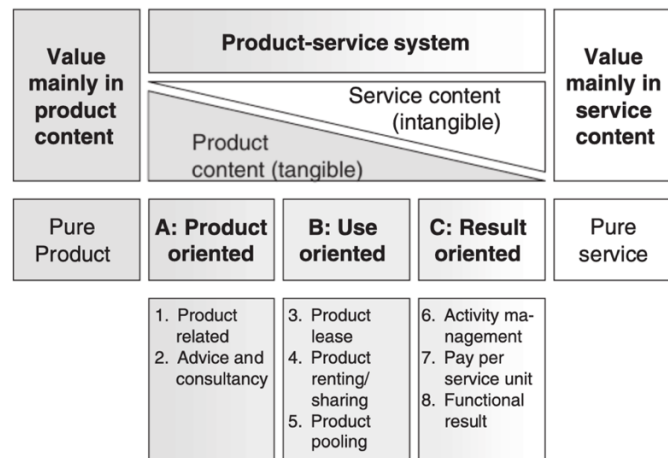 Value
mainly in
product
content
Product-service system
Service content
(intangible)
Product
content (tangible)
Value
mainly in
service
content
Pure
Product
A: Product
oriented
B: Use
oriented
C: Result
oriented
Pure
service
1. Product
related
2. Advice and
consultancy
3. Product
lease
4. Product
renting/
sharing
5. Product
pooling
6. Activity ma-
nagement
7. Pay per
service unit
8. Functional
result